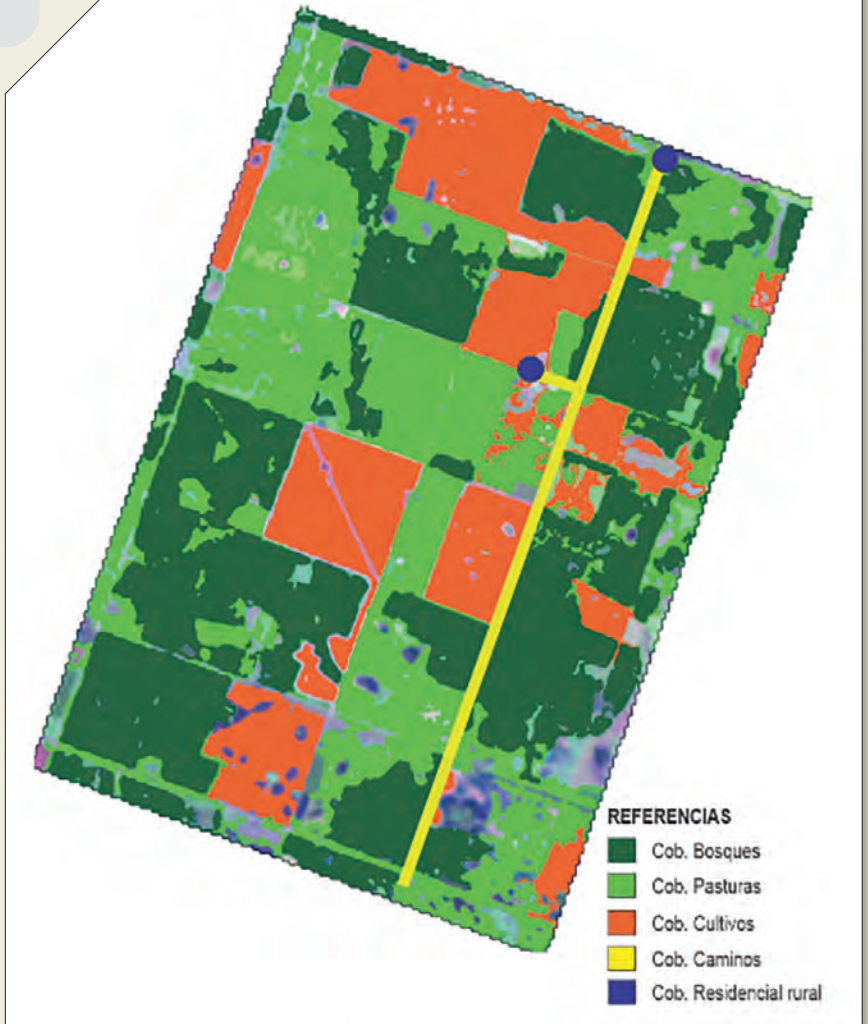 REFERENCIAS
Cob. Bosques
Cob. Pasturas
Cob. Cultivos
Cob. Caminos
Cob. Residencial rural